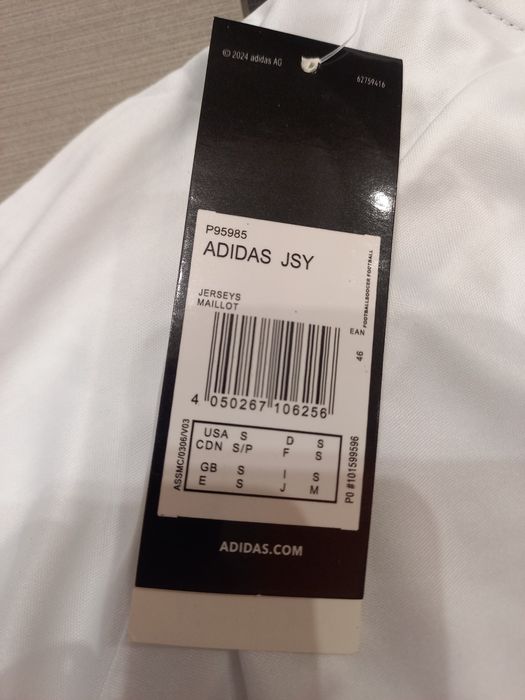 © 2024 adidas AG
62759416
P95985
ADIDAS JSY
JERSEYS
MAILLOT
FOOTBALL/SOCCER FOOTBALL
EAN
46
4 050267 106256
USA S D S
CDN S/P F S
GB S I S
E S J M
ASSMC/0306/V03
PO #101599596
ADIDAS.COM